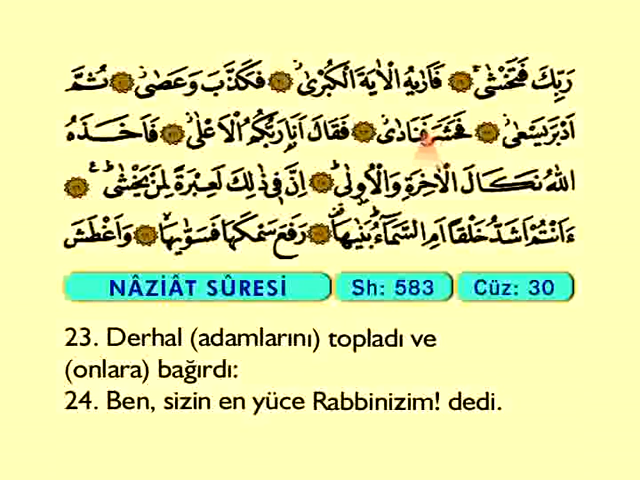 رَبِّكَ فَتَخْشٰىۚ فَاَرٰيهُ الْاٰيَةَ الْكُبْرٰىۘ فَكَذَّبَ وَعَصٰىۘ ثُمَّ
اَدْبَرَ يَسْعٰىۘ فَحَشَرَ فَنَادٰىۘ فَقَالَ اَنَا۬ رَبُّكُمُ الْاَعْلٰىۘ فَاَخَذَهُ
اللّٰهُ نَكَالَ الْاٰخِرَةِ وَالْاُو۫لٰىۜ اِنَّ ف۪ي ذٰلِكَ لَعِبْرَةً لِمَنْ يَخْشٰىۜ ع
ءَاَنْتُمْ اَشَدُّ خَلْقًا اَمِ السَّمَٓاءُۜ بَنٰيهَا۠ رَفَعَ سَمْكَهَا فَسَوّٰيهَاۙ وَاَغْطَشَ
NÂZİÂT SÛRESİ Sh: 583 Cüz: 30
23. Derhal (adamlarını) topladı ve
(onlara) bağırdı:
24. Ben, sizin en yüce Rabbinizim! dedi.